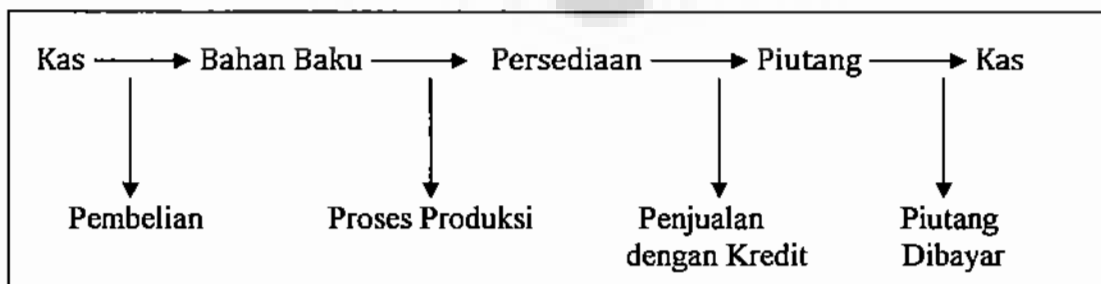 Kas Bahan Baku Persediaan Piutang Kas
Pembelian Proses Produksi Penjualan Piutang
dengan Kredit Dibayar